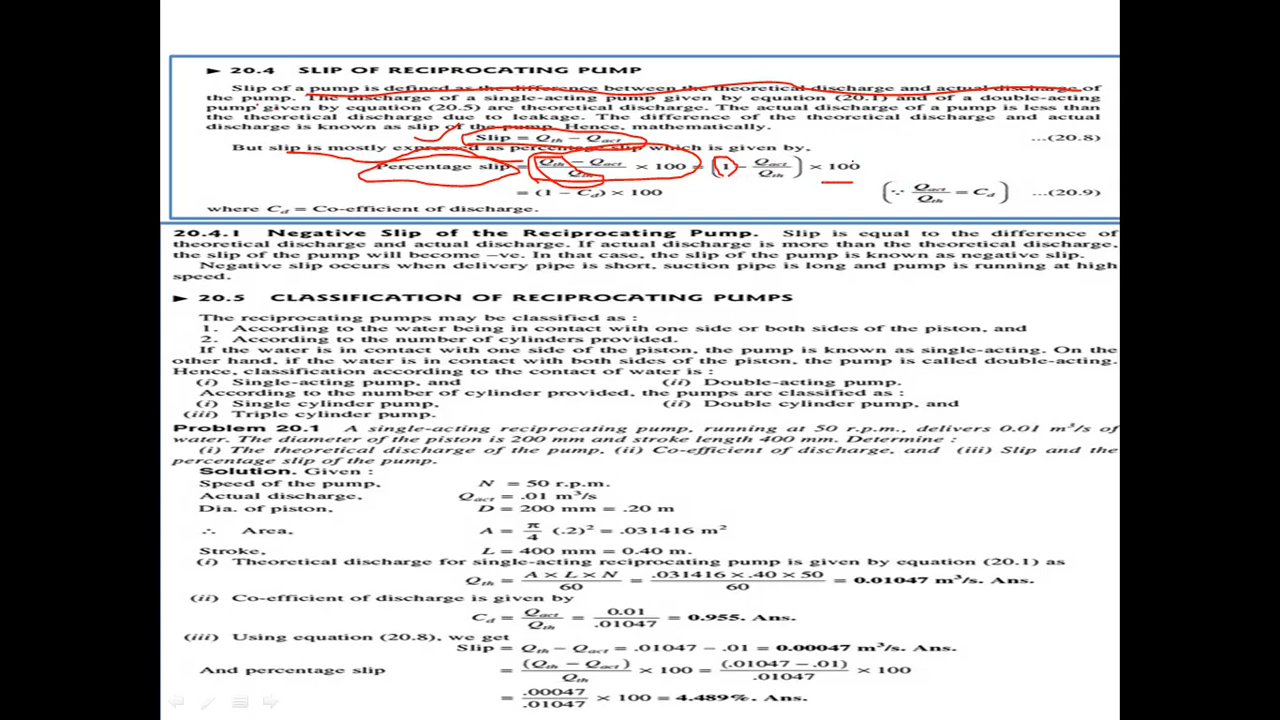 ► 20.4 SLIP OF RECIPROCATING PUMP
Slip of a pump is defined as the difference between the theoretical discharge and actual discharge of
the pump. The discharge of a single-acting pump given by equation (20.1) and of a double-acting
pump given by equation (20.5) are theoretical discharge. The actual discharge of a pump is less than
the theoretical discharge due to leakage. The difference of the theoretical discharge and actual
discharge is known as slip of the pump. Hence, mathematically.
Slip = Qth – Qact ...(20.8)
But slip is mostly expressed as percentage slip which is given by,
Percentage slip = (Qth – Qact)/Qth × 100 = (1 – Qact/Qth) × 100
= (1 – Cd) × 100 (∵ Qact/Qth = Cd) ...(20.9)
where Cd = Co-efficient of discharge.
20.4.1 Negative Slip of the Reciprocating Pump. Slip is equal to the difference of
theoretical discharge and actual discharge. If actual discharge is more than the theoretical discharge,
the slip of the pump will become –ve. In that case, the slip of the pump is known as negative slip.
Negative slip occurs when delivery pipe is short, suction pipe is long and pump is running at high
speed.
► 20.5 CLASSIFICATION OF RECIPROCATING PUMPS
The reciprocating pumps may be classified as :
1. According to the water being in contact with one side or both sides of the piston, and
2. According to the number of cylinders provided.
If the water is in contact with one side of the piston, the pump is known as single-acting. On the
other hand, if the water is in contact with both sides of the piston, the pump is called double-acting.
Hence, classification according to the contact of water is :
(i) Single-acting pump, and (ii) Double-acting pump.
According to the number of cylinder provided, the pumps are classified as :
(i) Single cylinder pump, (ii) Double cylinder pump, and
(iii) Triple cylinder pump.
Problem 20.1 A single-acting reciprocating pump, running at 50 r.p.m., delivers 0.01 m³/s of
water. The diameter of the piston is 200 mm and stroke length 400 mm. Determine :
(i) The theoretical discharge of the pump, (ii) Co-efficient of discharge, and (iii) Slip and the
percentage slip of the pump.
Solution. Given :
Speed of the pump, N = 50 r.p.m.
Actual discharge, Qact = .01 m³/s
Dia. of piston, D = 200 mm = .20 m
∴ Area, A = π/4 (.2)² = .031416 m²
Stroke, L = 400 mm = 0.40 m.
(i) Theoretical discharge for single-acting reciprocating pump is given by equation (20.1) as
Qth = (A × L × N)/60 = (.031416 × .40 × 50)/60 = 0.01047 m³/s. Ans.
(ii) Co-efficient of discharge is given by
Cd = Qact/Qth = 0.01/.01047 = 0.955. Ans.
(iii) Using equation (20.8), we get
Slip = Qth – Qact = .01047 – .01 = 0.00047 m³/s. Ans.
And percentage slip = (Qth – Qact)/Qth × 100 = (.01047 – .01)/.01047 × 100
= .00047/.01047 × 100 = 4.489%. Ans.